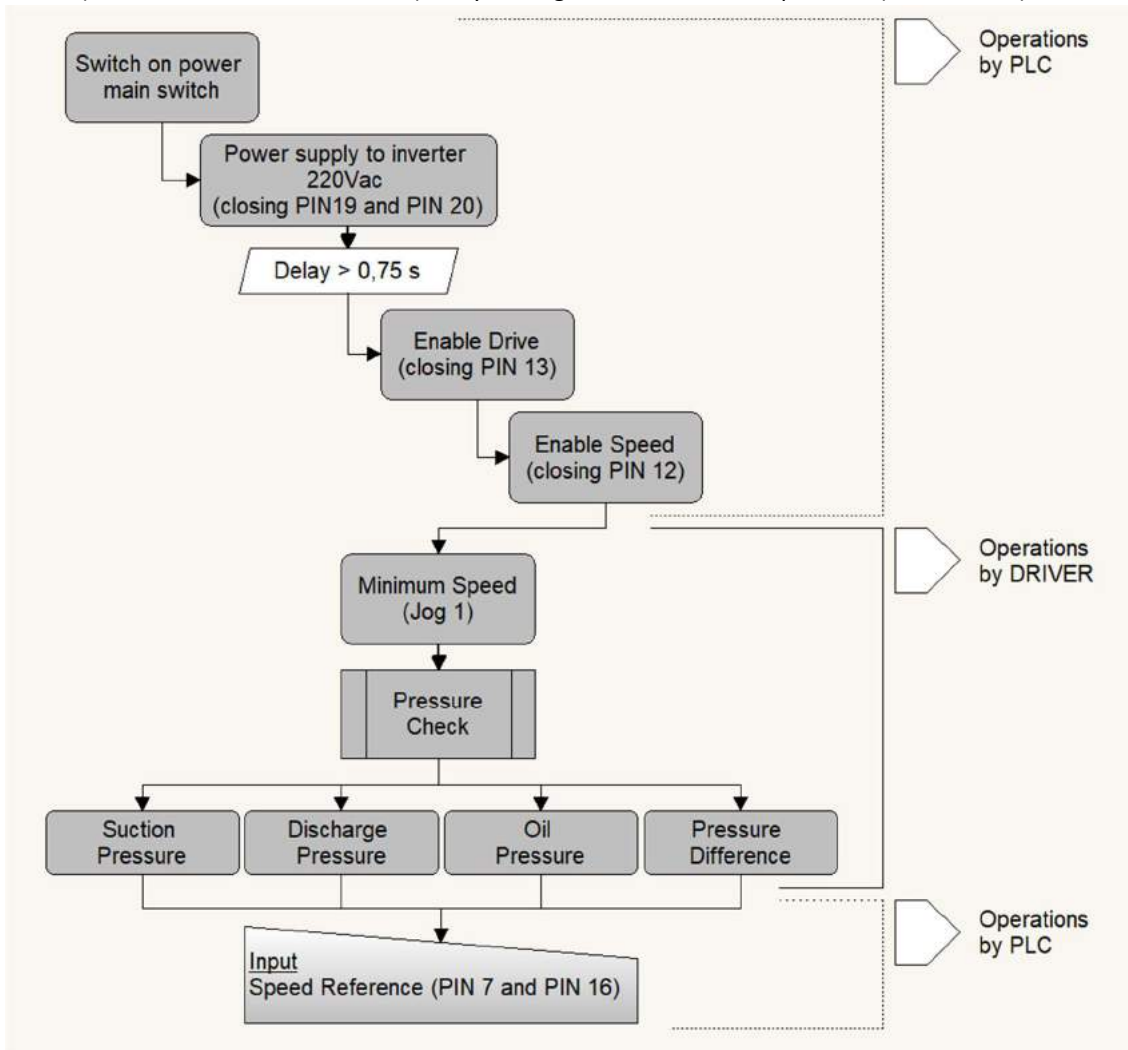 Switch on power
main switch
Operations
by PLC
Power supply to inverter
220Vac
(closing PIN19 and PIN 20)
Delay > 0,75 s
Enable Drive
(closing PIN 13)
Enable Speed
(closing PIN 12)
Operations
by DRIVER
Minimum Speed
(Jog 1)
Pressure
Check
Suction
Pressure
Discharge
Pressure
Oil
Pressure
Pressure
Difference
Operations
by PLC
Input
Speed Reference (PIN 7 and PIN 16)